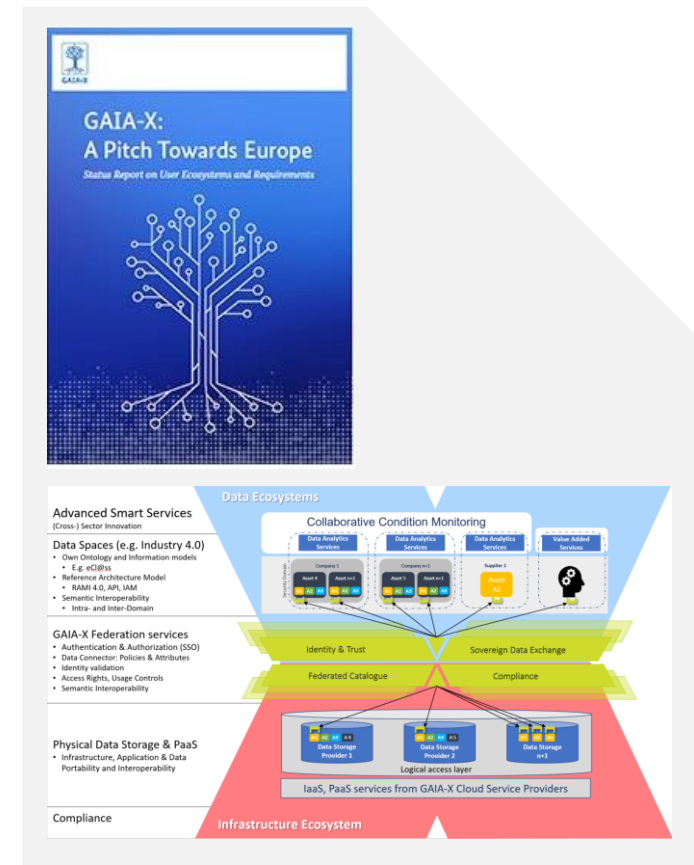 GAIA-X
GAIA-X:
A Pitch Towards Europe
Status Report on User Ecosystems and Requirements
Data Ecosystems
Advanced Smart Services
(Cross-) Sector Innovation
Data Spaces (e.g. Industry 4.0)
• Own Ontology and Information models
• E.g. eCl@ss
• Reference Architecture Model
• RAMI 4.0, API, IAM
• Semantic Interoperability
• Intra- and Inter-Domain
GAIA-X Federation services
• Authentication & Authorization (SSO)
• Data Connector: Policies & Attributes
• Identity validation
• Access Rights, Usage Controls
• Semantic Interoperability
Physical Data Storage & PaaS
• Infrastructure, Application & Data
Portability and Interoperability
Compliance
Collaborative Condition Monitoring
Data Analytics Services
Data Analytics Services
Data Analytics Services
Value Added Services
Security Domain
Company 1
Company n+1
Supplier 1
Asset n+1
Asset n+1
Asset
A1
A2 A3
A2 A3
Identity & Trust
Sovereign Data Exchange
Federated Catalogue
Compliance
Data Storage
Provider 1
Data Storage
Provider 2
Data Storage
n+1
Logical access layer
IaaS, PaaS services from GAIA-X Cloud Service Providers
Infrastructure Ecosystem